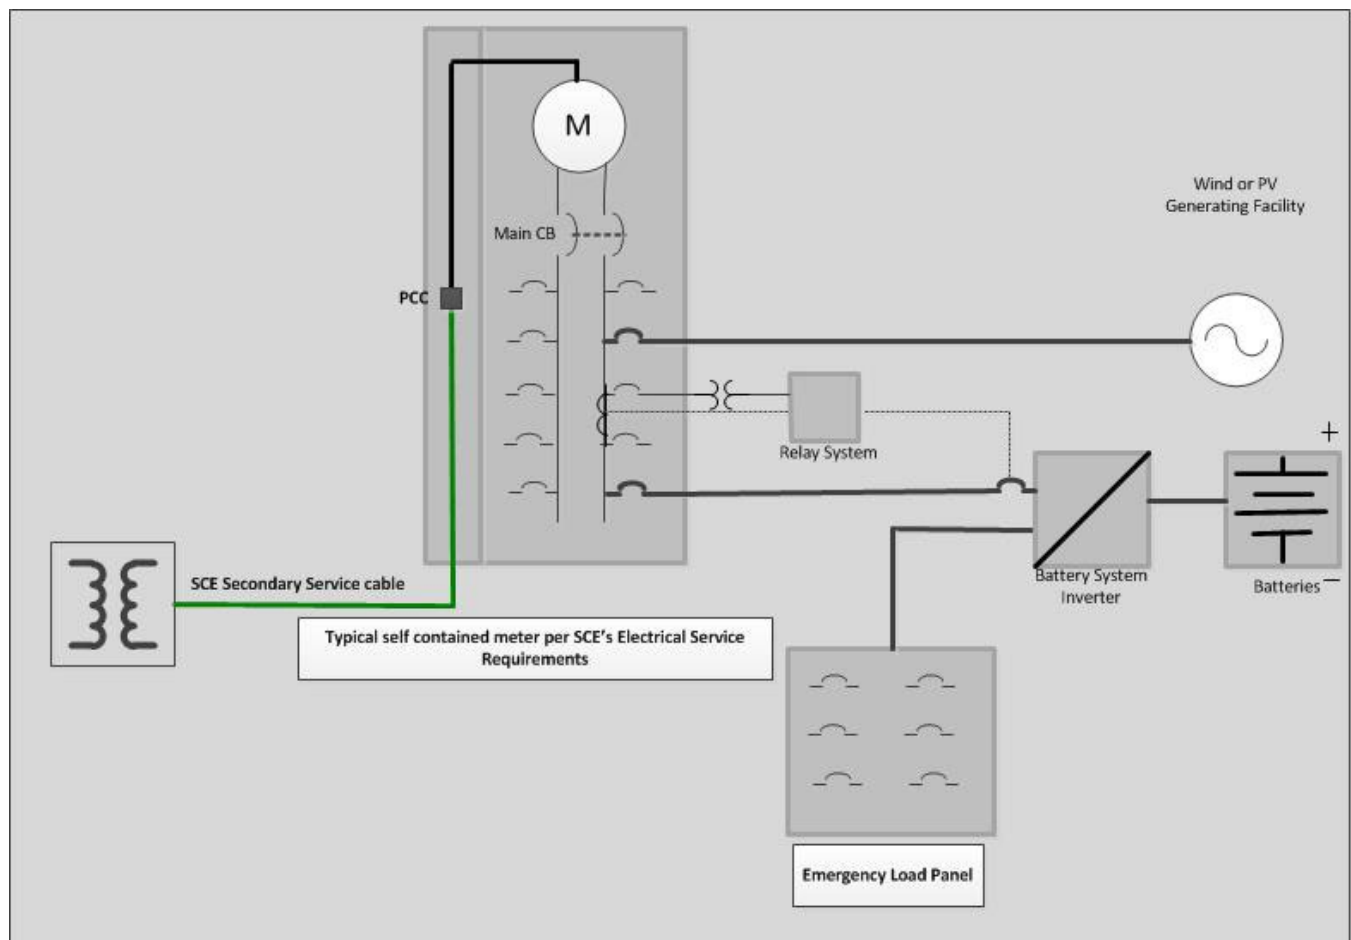 M
Wind or PV
Generating Facility
Main CB
PCC
Relay System
+
SCE Secondary Service cable
Battery System
Inverter
Batteries
–
Typical self contained meter per SCE's Electrical Service
Requirements
Emergency Load Panel